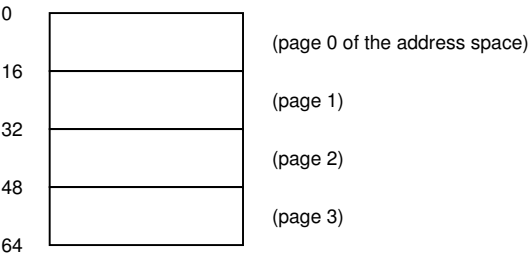 0
(page 0 of the address space)
16
(page 1)
32
(page 2)
48
(page 3)
64